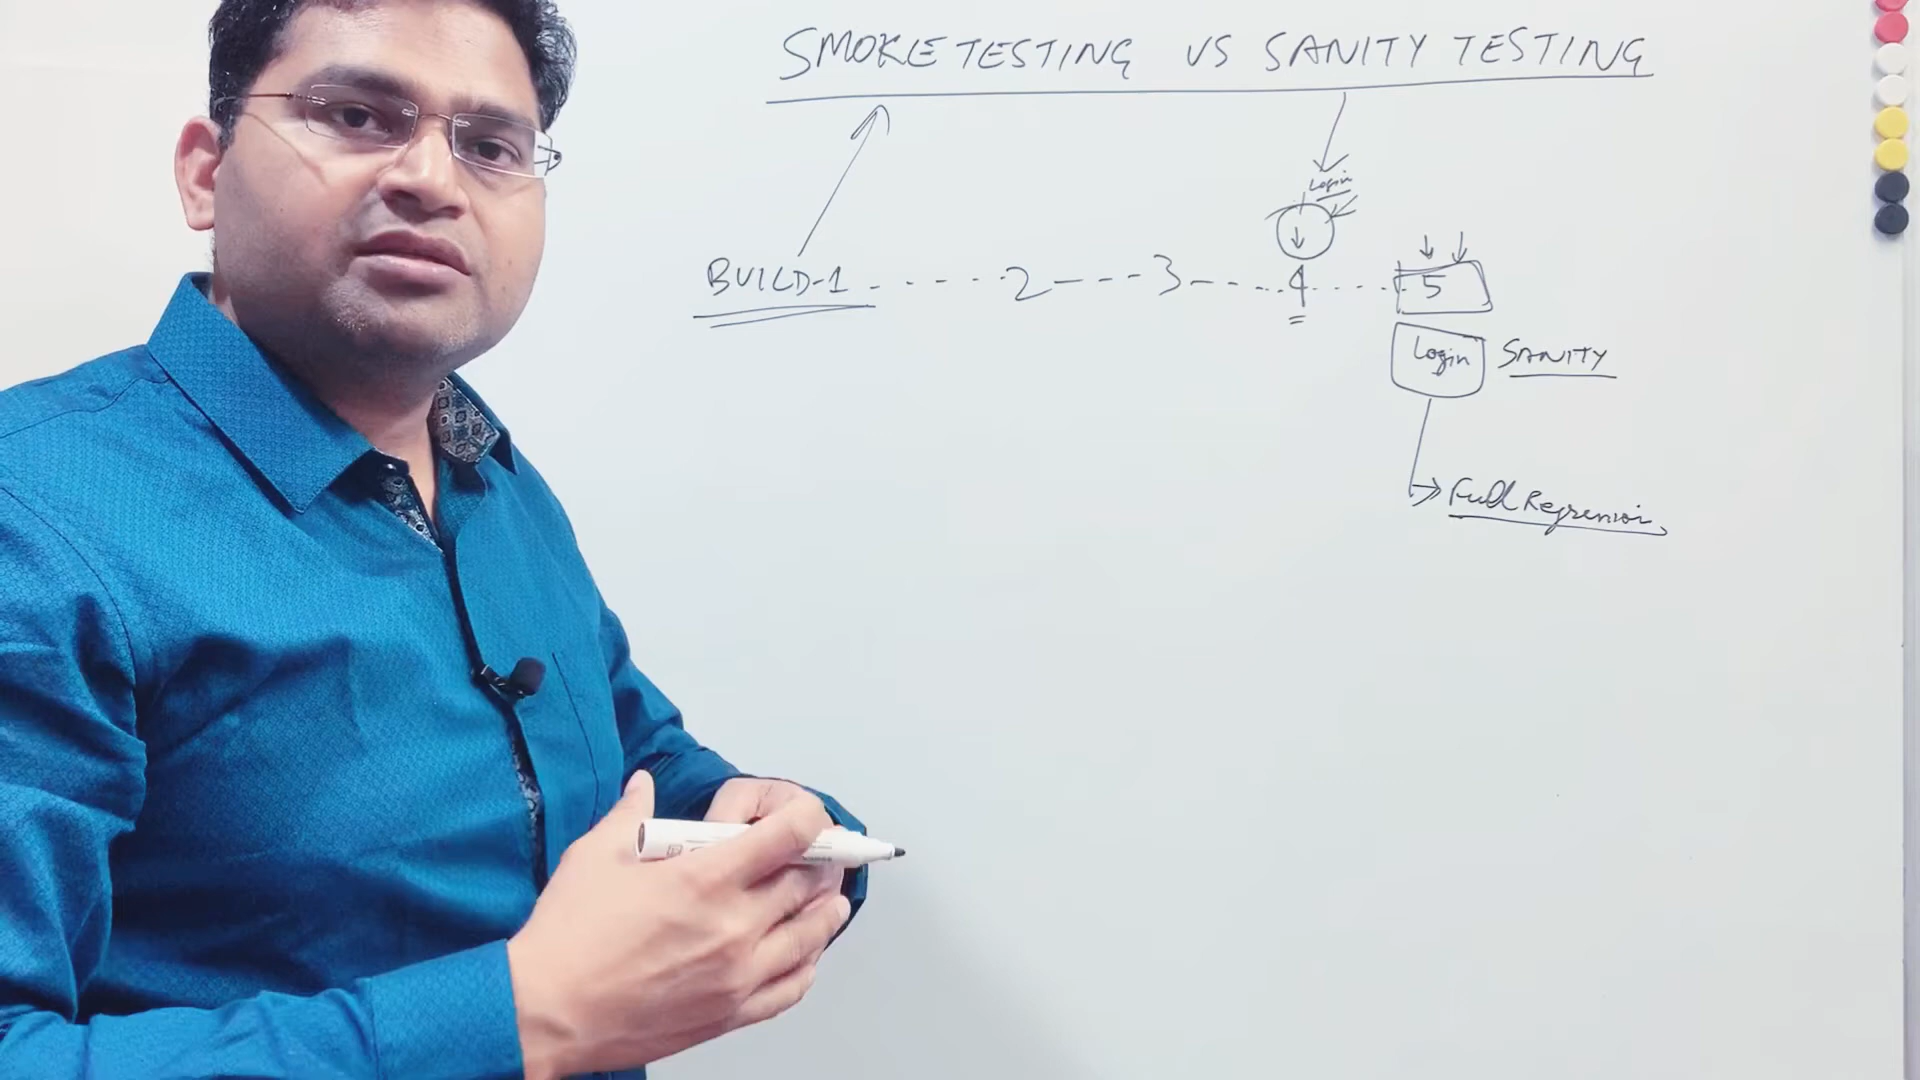 SMOKE TESTING VS SANITY TESTING
Login
BUILD-1 ----- 2 --- 3 ---- 4 ---- 5
Login SANITY
Full Regression